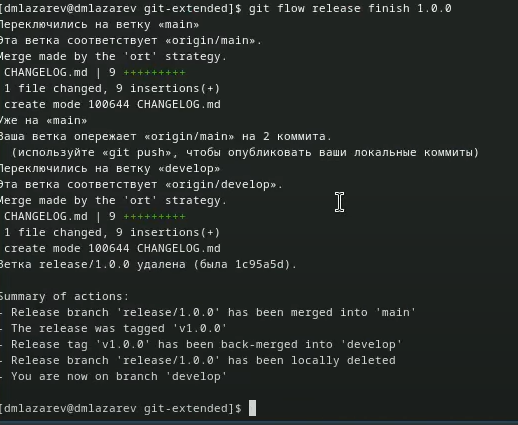 [dmlazarev@dmlazarev git-extended]$ git flow release finish 1.0.0
Переключились на ветку «main»
Эта ветка соответствует «origin/main».
Merge made by the 'ort' strategy.
CHANGELOG.md | 9 +++++++++
1 file changed, 9 insertions(+)
create mode 100644 CHANGELOG.md
Уже на «main»
Ваша ветка опережает «origin/main» на 2 коммита.
(используйте «git push», чтобы опубликовать ваши локальные коммиты)
Переключились на ветку «develop»
Эта ветка соответствует «origin/develop».
Merge made by the 'ort' strategy.
CHANGELOG.md | 9 +++++++++
1 file changed, 9 insertions(+)
create mode 100644 CHANGELOG.md
Ветка release/1.0.0 удалена (была 1c95a5d).
Summary of actions:
- Release branch 'release/1.0.0' has been merged into 'main'
- The release was tagged 'v1.0.0'
- Release tag 'v1.0.0' has been back-merged into 'develop'
- Release branch 'release/1.0.0' has been locally deleted
- You are now on branch 'develop'
[dmlazarev@dmlazarev git-extended]$